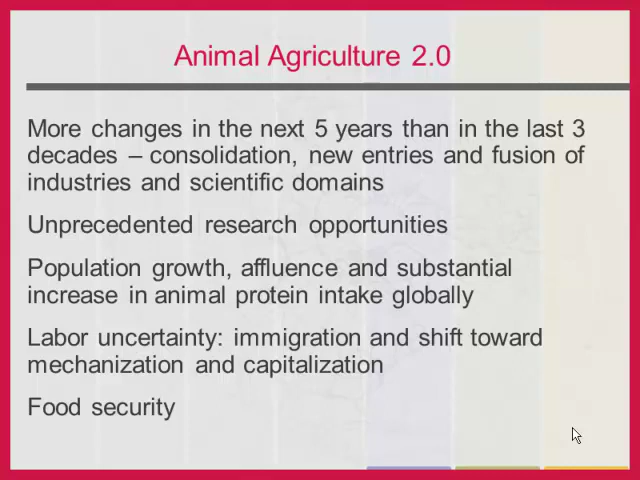 Animal Agriculture 2.0
More changes in the next 5 years than in the last 3
decades – consolidation, new entries and fusion of
industries and scientific domains
Unprecedented research opportunities
Population growth, affluence and substantial
increase in animal protein intake globally
Labor uncertainty: immigration and shift toward
mechanization and capitalization
Food security